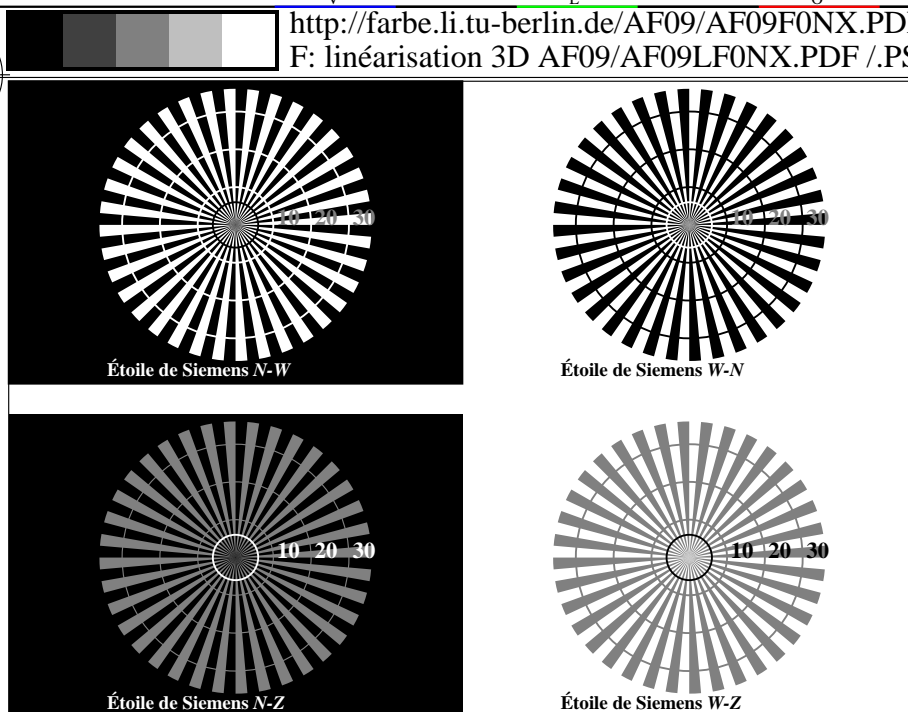 http://farbe.li.tu-berlin.de/AF09/AF09F0NX.PD
F: linéarisation 3D AF09/AF09LF0NX.PDF /.PS
10 20 30
10 20 30
Étoile de Siemens N-W
Étoile de Siemens W-N
10 20 30
10 20 30
Étoile de Siemens N-Z
Étoile de Siemens W-Z